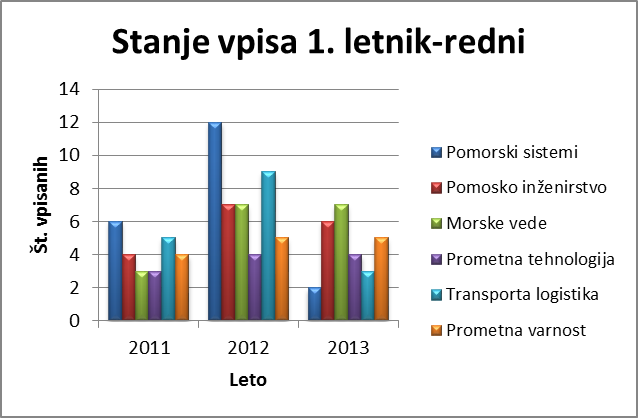 Stanje vpisa 1. letnik-redni
14
12
10
8
6
4
2
0
Št. vpisanih
2011 2012 2013
Leto
Pomorski sistemi
Pomosko inženirstvo
Morske vede
Prometna tehnologija
Transporta logistika
Prometna varnost